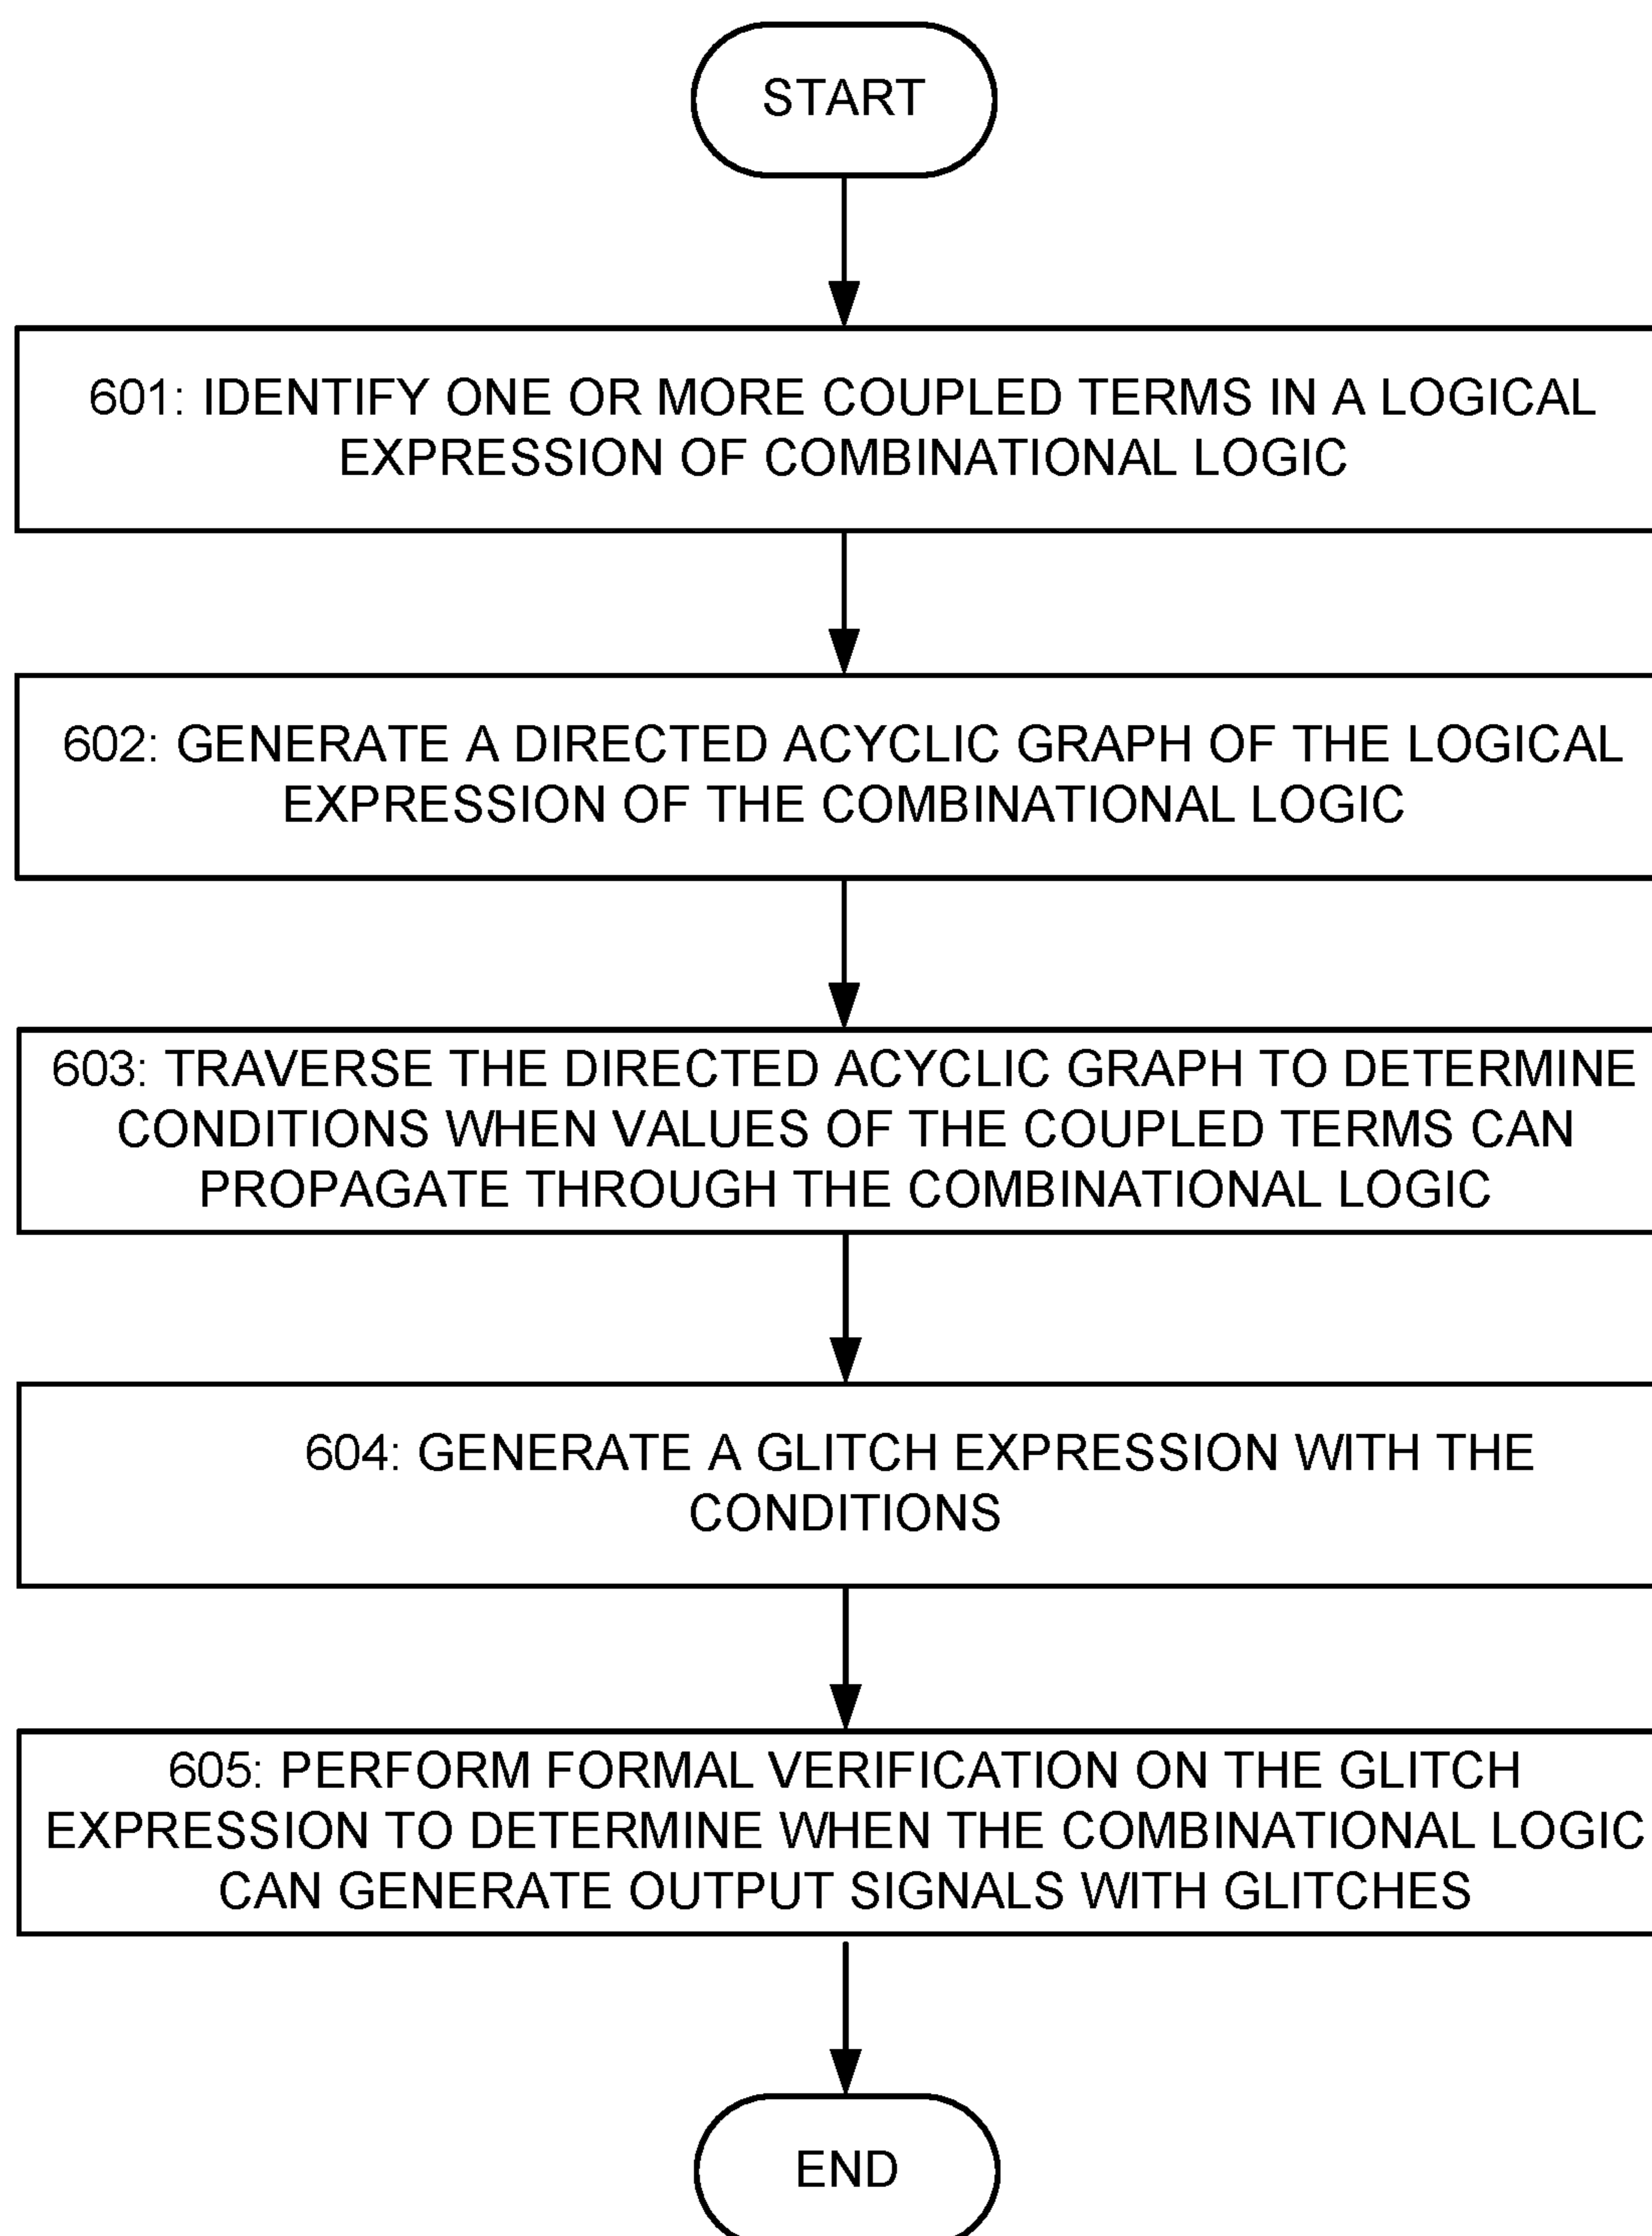 START
601: IDENTIFY ONE OR MORE COUPLED TERMS IN A LOGICAL
EXPRESSION OF COMBINATIONAL LOGIC
602: GENERATE A DIRECTED ACYCLIC GRAPH OF THE LOGICAL
EXPRESSION OF THE COMBINATIONAL LOGIC
603: TRAVERSE THE DIRECTED ACYCLIC GRAPH TO DETERMINE
CONDITIONS WHEN VALUES OF THE COUPLED TERMS CAN
PROPAGATE THROUGH THE COMBINATIONAL LOGIC
604: GENERATE A GLITCH EXPRESSION WITH THE
CONDITIONS
605: PERFORM FORMAL VERIFICATION ON THE GLITCH
EXPRESSION TO DETERMINE WHEN THE COMBINATIONAL LOGIC
CAN GENERATE OUTPUT SIGNALS WITH GLITCHES
END